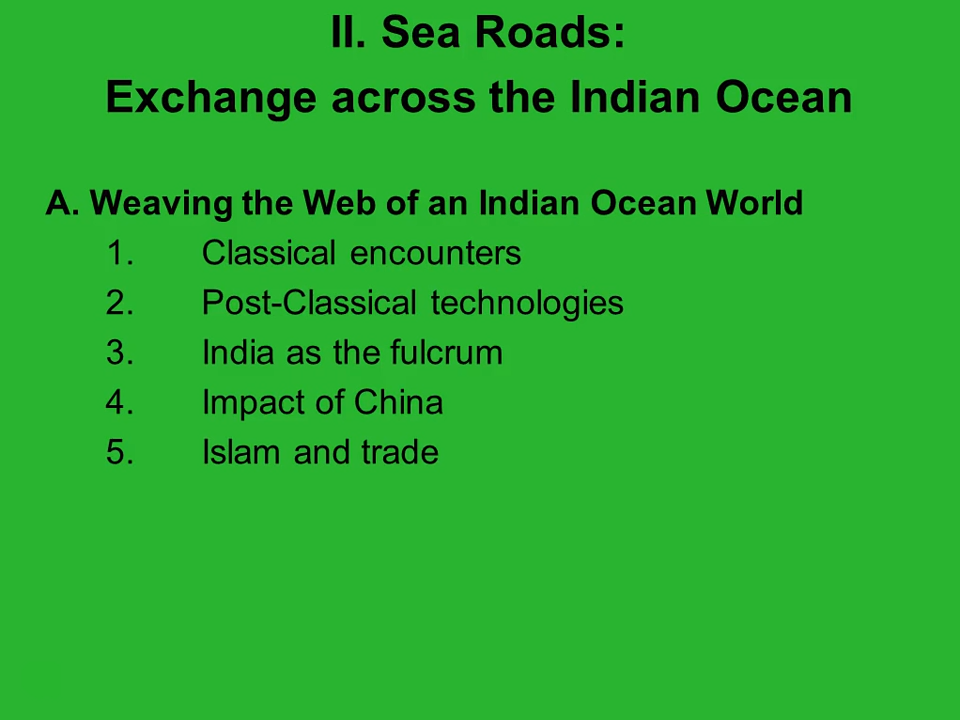 II. Sea Roads:
Exchange across the Indian Ocean
A. Weaving the Web of an Indian Ocean World
1. Classical encounters
2. Post-Classical technologies
3. India as the fulcrum
4. Impact of China
5. Islam and trade